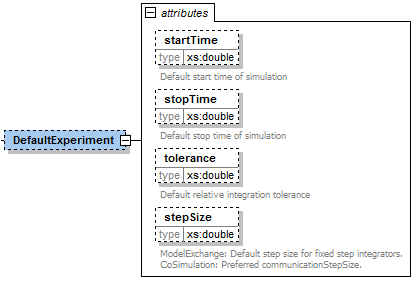 attributes
startTime
type xs:double
Default start time of simulation
stopTime
type xs:double
Default stop time of simulation
DefaultExperiment
tolerance
type xs:double
Default relative integration tolerance
stepSize
type xs:double
ModelExchange: Default step size for fixed step integrators.
CoSimulation: Preferred communicationStepSize.